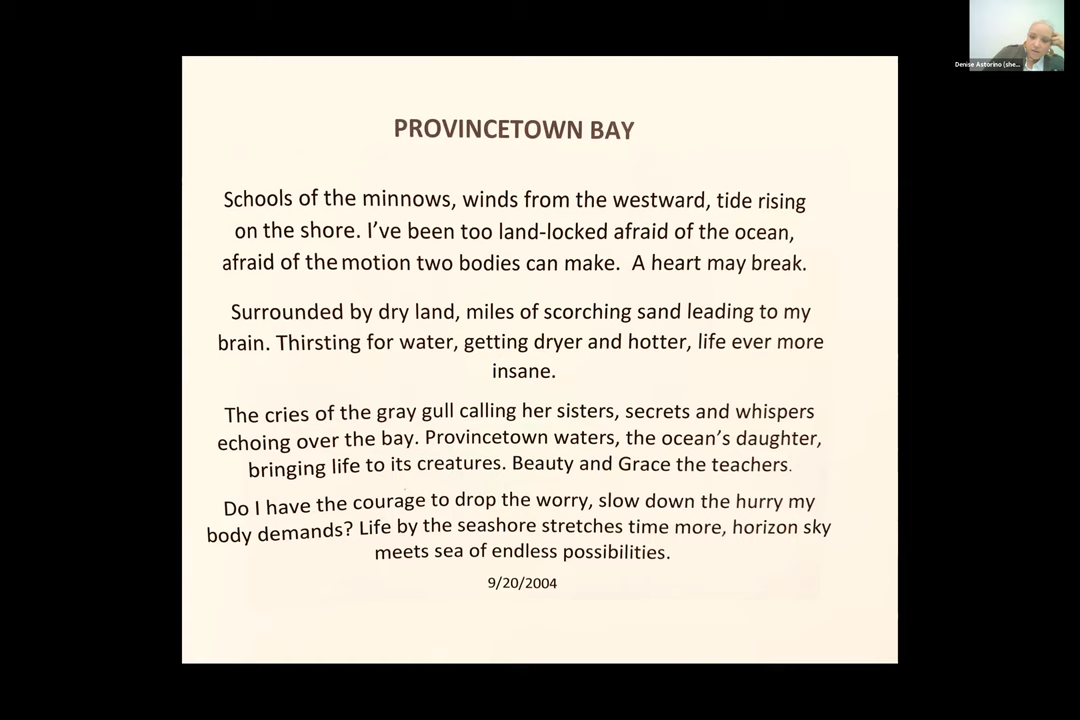 Denise Astorino (she...
PROVINCETOWN BAY
Schools of the minnows, winds from the westward, tide rising
on the shore. I’ve been too land-locked afraid of the ocean,
afraid of the motion two bodies can make.  A heart may break.
Surrounded by dry land, miles of scorching sand leading to my
brain. Thirsting for water, getting dryer and hotter, life ever more
insane.
The cries of the gray gull calling her sisters, secrets and whispers
echoing over the bay. Provincetown waters, the ocean’s daughter,
bringing life to its creatures. Beauty and Grace the teachers.
Do I have the courage to drop the worry, slow down the hurry my
body demands? Life by the seashore stretches time more, horizon sky
meets sea of endless possibilities.
9/20/2004